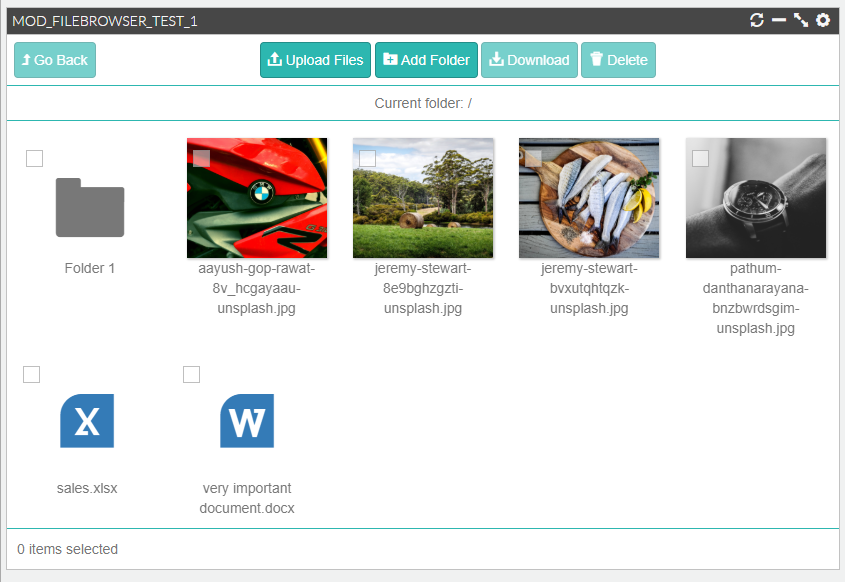 MOD_FILEBROWSER_TEST_1
Go Back
Upload Files
Add Folder
Download
Delete
Current folder: /
Folder 1
aayush-gop-rawat-
8v_hcgayaau-
unsplash.jpg
jeremy-stewart-
8e9bghzgzti-
unsplash.jpg
jeremy-stewart-
bvxutqhtqzk-
unsplash.jpg
pathum-
danthanarayana-
bnzbwrdsgim-
unsplash.jpg
X
sales.xlsx
W
very important
document.docx
0 items selected